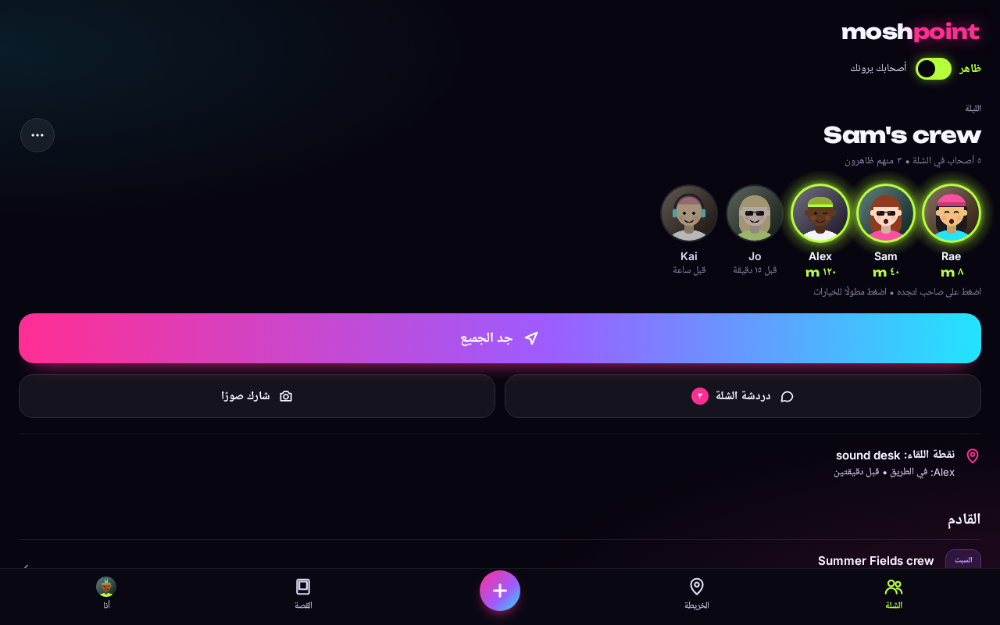 moshpoint
ظاهر أصحابك يرونك
الليلة
Sam's crew
٥ أصحاب في الشلة • ٣ منهم ظاهرون
Rae
٨ m
Sam
٤٠ m
Alex
١٢٠ m
Jo
قبل ١٥ دقيقة
Kai
قبل ساعة
اضغط على صاحب لتجده • اضغط مطولًا للخيارات
جد الجميع
دردشة الشلة ٣
شارك صورًا
نقطة اللقاء: sound desk
Alex: في الطريق • قبل دقيقتين
القادم
السبت
Summer Fields crew
الشلة
الخريطة
القصة
أنا